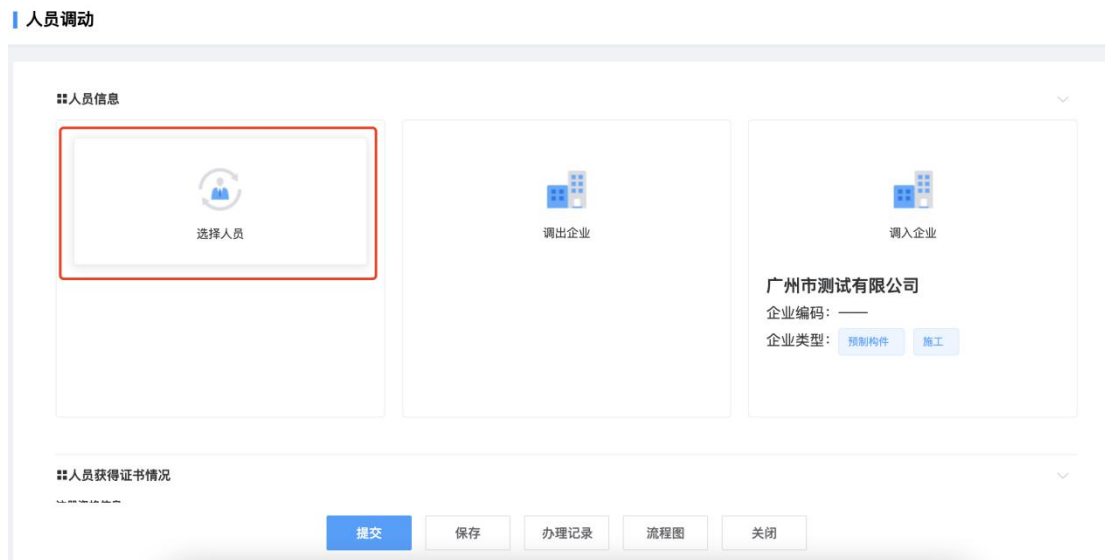 人员调动
人员信息
选择人员
调出企业
调入企业
广州市测试有限公司
企业编码：——
企业类型： 预制构件 施工
人员获得证书情况
提交 保存 办理记录 流程图 关闭